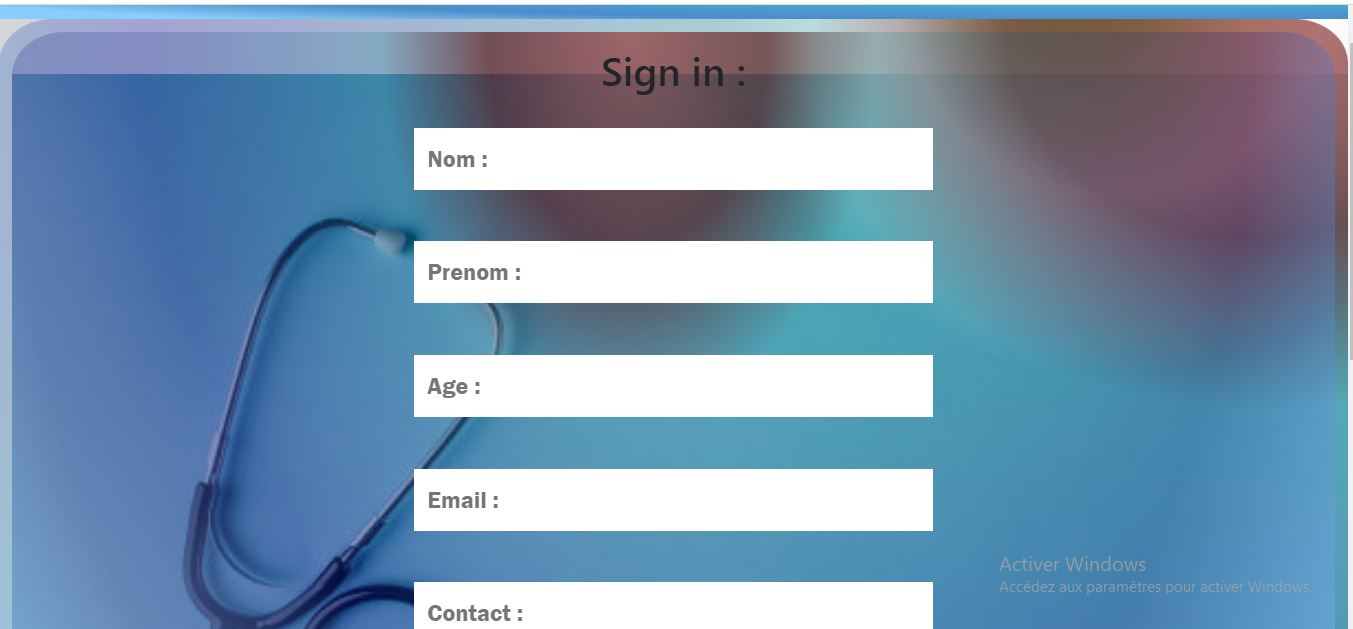 Sign in :
Nom :
Prenom :
Age :
Email :
Contact :
Activer Windows
Accédez aux paramètres pour activer Windows.